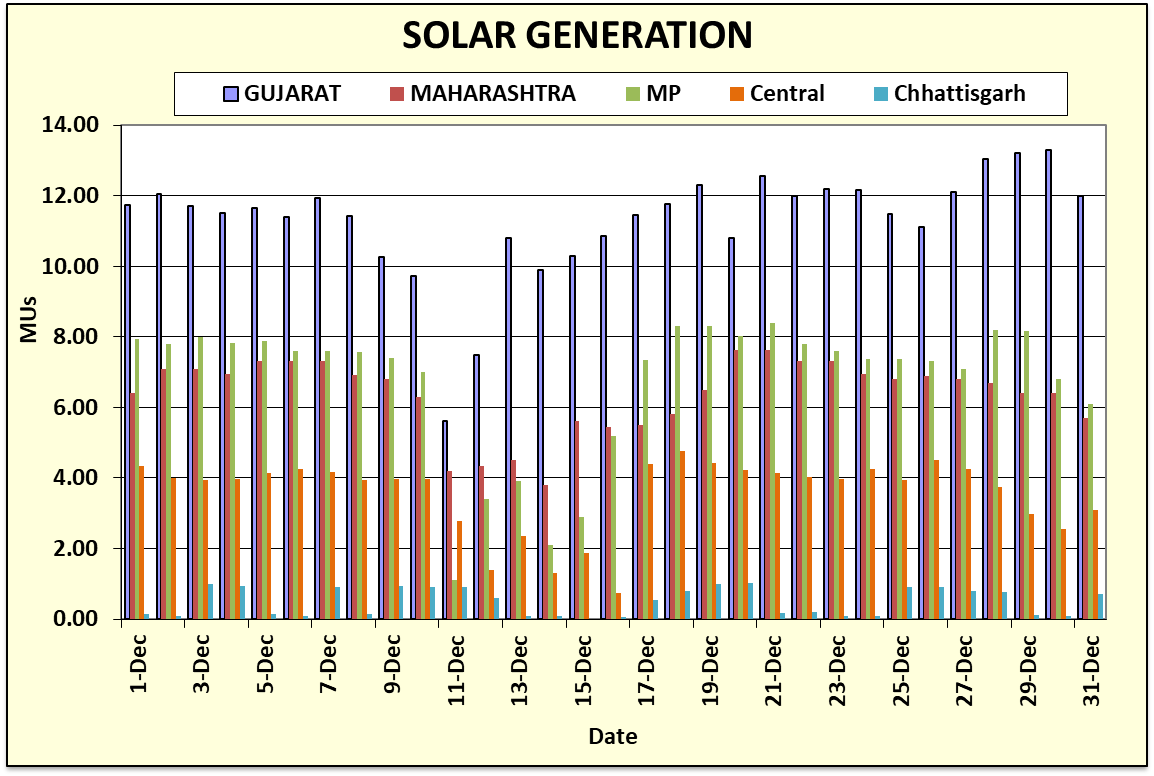 SOLAR GENERATION
GUJARAT MAHARASHTRA MP Central Chhattisgarh
14.00
12.00
10.00
8.00
6.00
4.00
2.00
0.00
MUs
1-Dec 3-Dec 5-Dec 7-Dec 9-Dec 11-Dec 13-Dec 15-Dec 17-Dec 19-Dec 21-Dec 23-Dec 25-Dec 27-Dec 29-Dec 31-Dec
Date